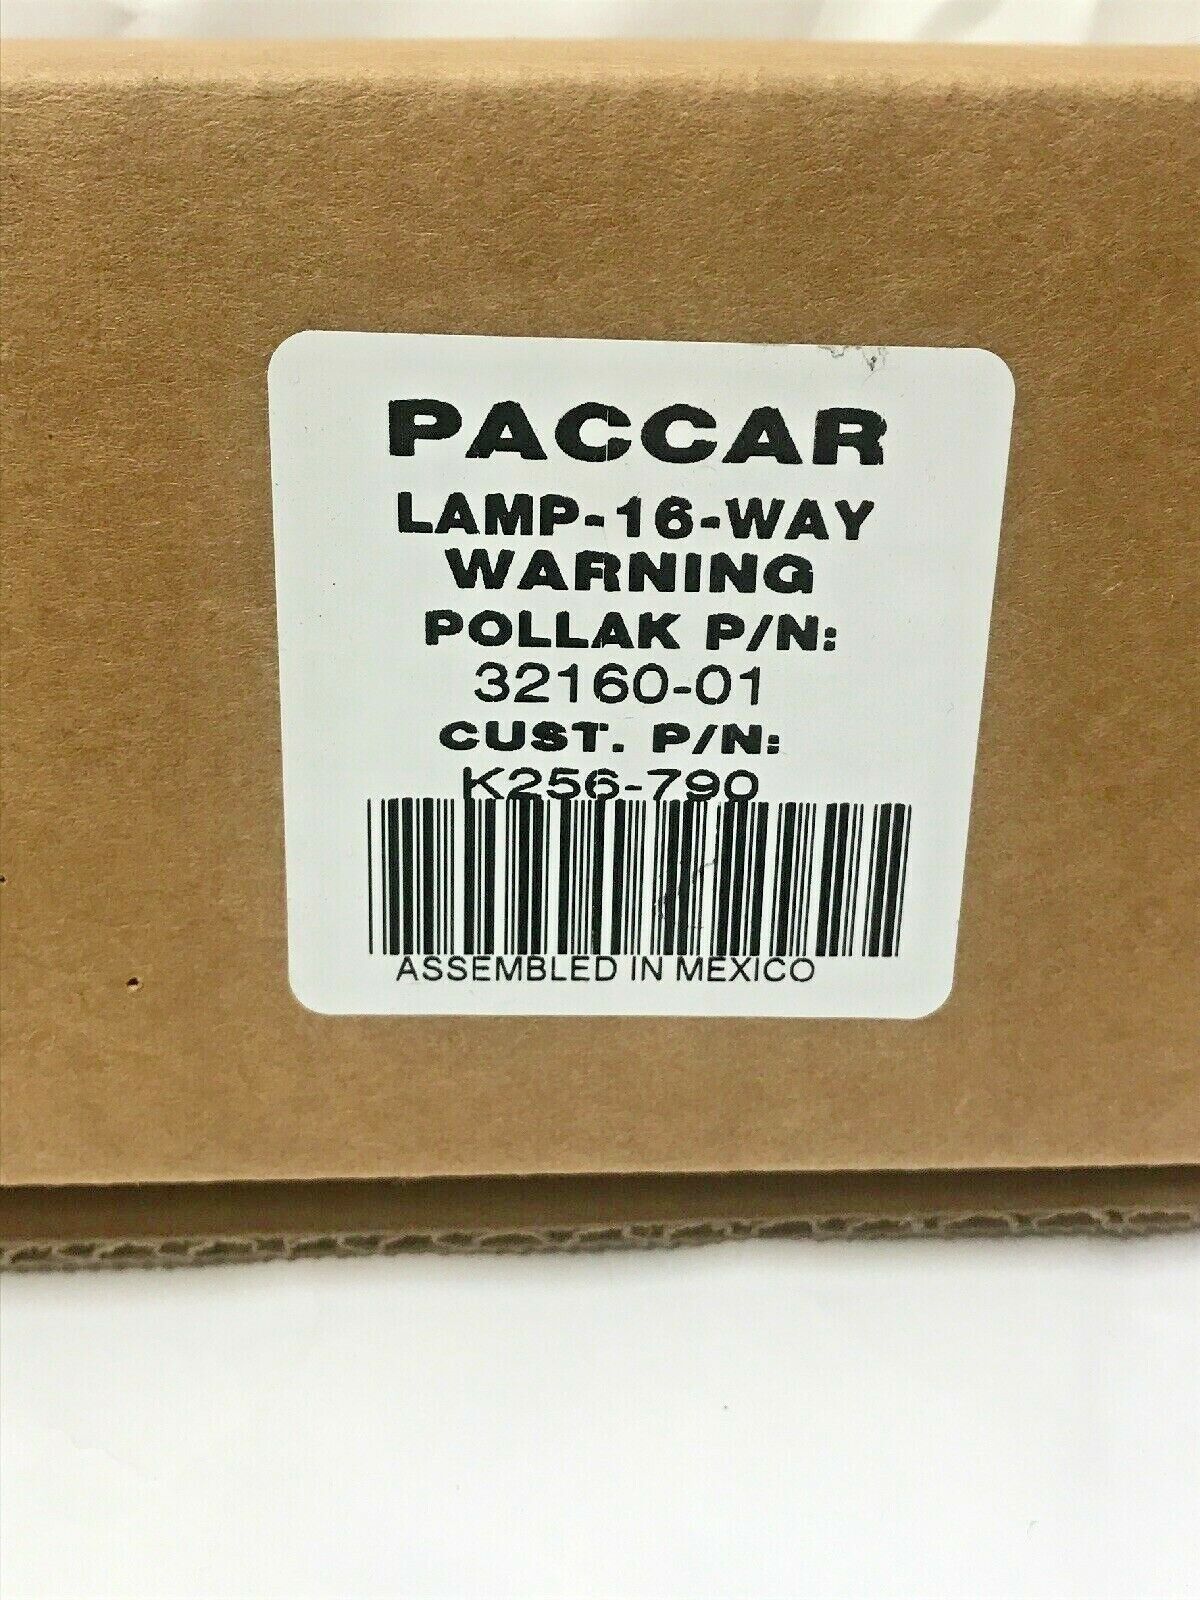 PACCAR
LAMP-16-WAY
WARNING
POLLAK P/N:
32160-01
CUST. P/N:
K256-790
ASSEMBLED IN MEXICO